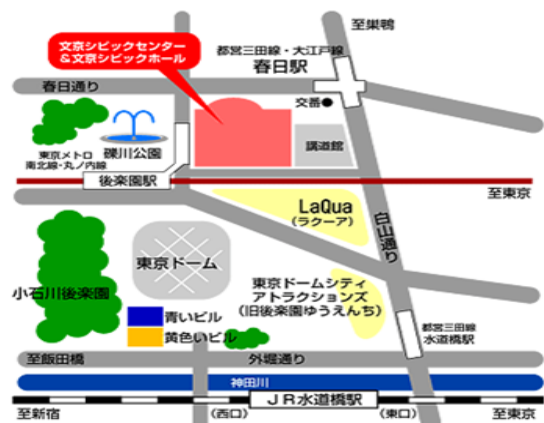 至巣鴨
文京シビックセンター
＆文京シビックホール
都営三田線・大江戸線
春日駅
春日通り
交番
東京メトロ
南北線・丸ノ内線
礫川公園
講道館
後楽園駅
至東京
LaQua
(ラクーア)
白山通り
東京ドーム
小石川後楽園
東京ドームシティ
アトラクションズ
(旧後楽園ゆうえんち)
青いビル
黄色いビル
都営三田線
水道橋駅
至飯田橋
外堀通り
神田川
JR水道橋駅
至新宿
(西口)
(東口)
至東京